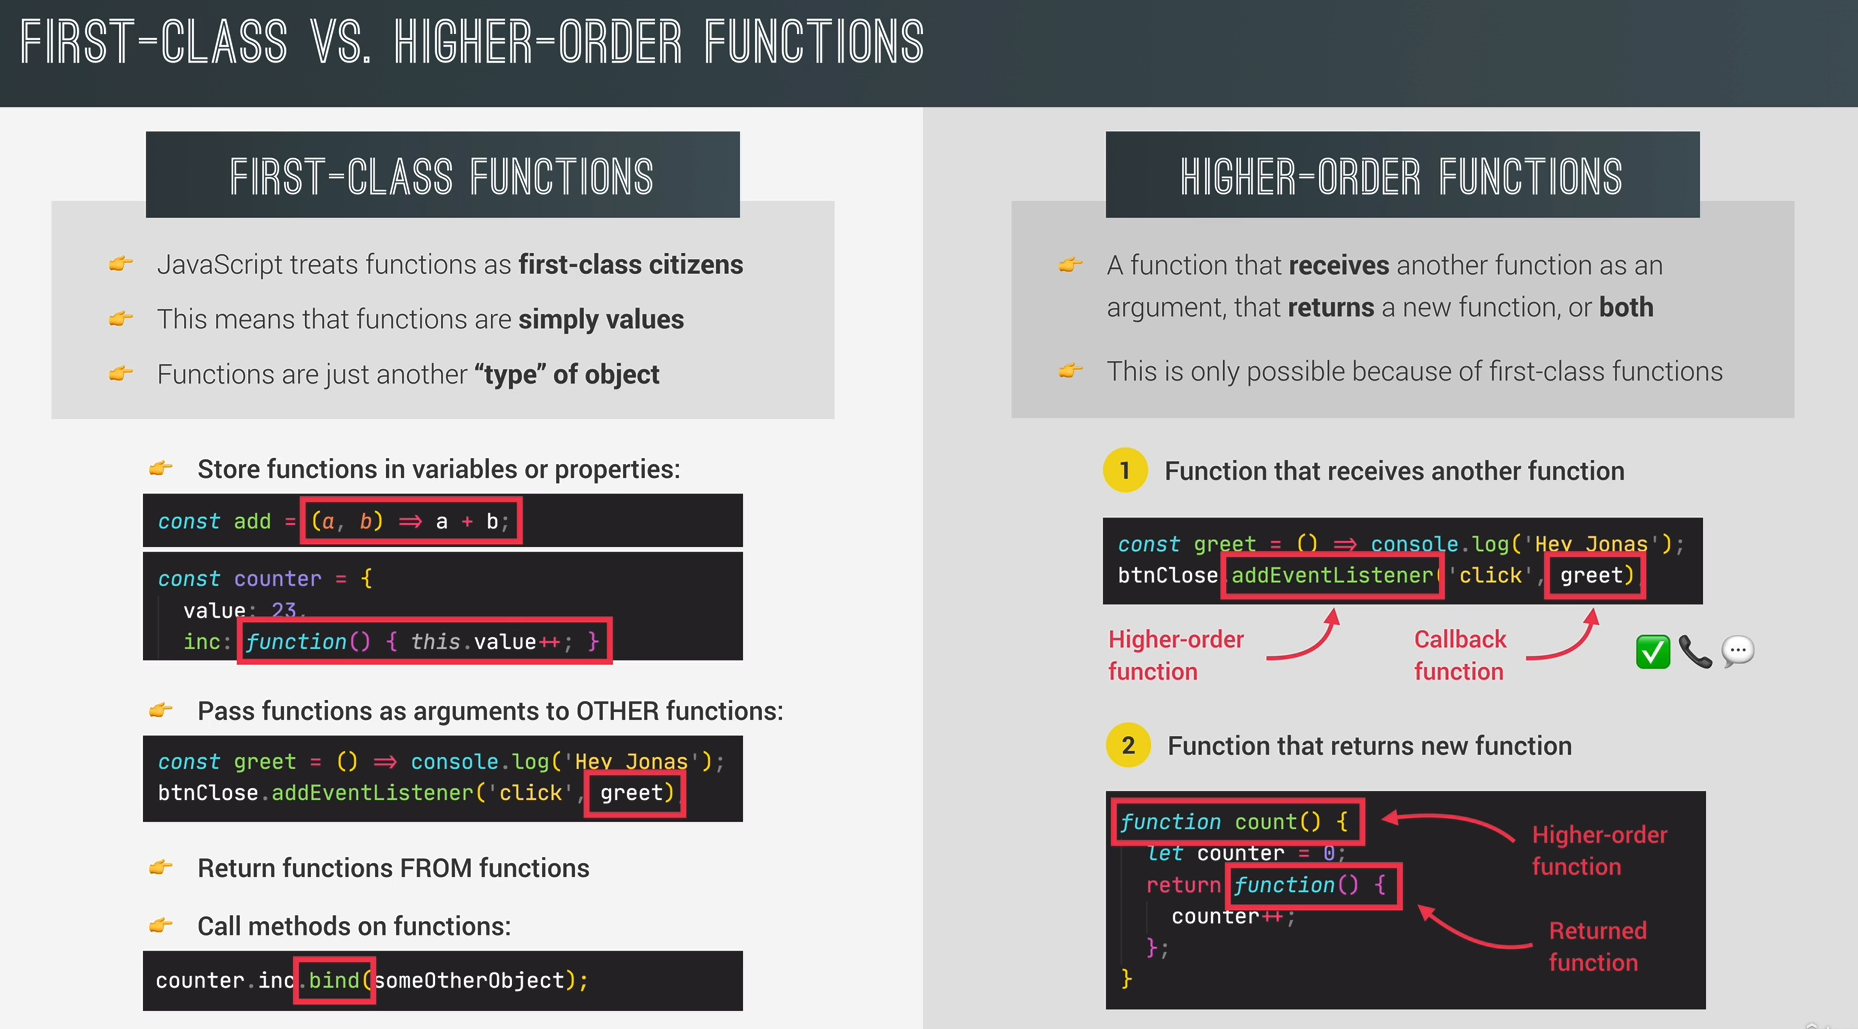 FIRST-CLASS VS. HIGHER-ORDER FUNCTIONS
FIRST-CLASS FUNCTIONS
JavaScript treats functions as first-class citizens
This means that functions are simply values
Functions are just another “type” of object
Store functions in variables or properties:
const add = (a, b) => a + b;
const counter = {
value: 23,
inc: function() { this.value++; }
Pass functions as arguments to OTHER functions:
const greet = () => console.log('Hey Jonas');
btnClose.addEventListener('click', greet)
Return functions FROM functions
Call methods on functions:
counter.inc.bind(someOtherObject);
HIGHER-ORDER FUNCTIONS
A function that receives another function as an
argument, that returns a new function, or both
This is only possible because of first-class functions
1 Function that receives another function
const greet = () => console.log('Hey Jonas');
btnClose.addEventListener('click', greet)
Higher-order
function
Callback
function
2 Function that returns new function
function count() {
let counter = 0;
return function() {
counter++;
};
}
Higher-order
function
Returned
function